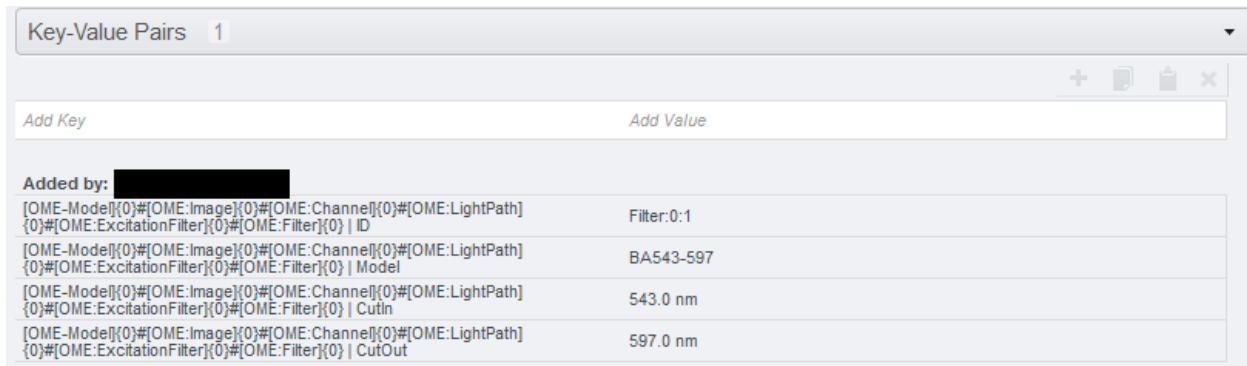 Key-Value Pairs 1
Add Key Add Value
Added by:
[OME-Model]{0}#[OME:Image]{0}#[OME:Channel]{0}#[OME:LightPath]
{0}#[OME:ExcitationFilter]{0}#[OME:Filter]{0} | ID Filter:0:1
[OME-Model]{0}#[OME:Image]{0}#[OME:Channel]{0}#[OME:LightPath]
{0}#[OME:ExcitationFilter]{0}#[OME:Filter]{0} | Model BA543-597
[OME-Model]{0}#[OME:Image]{0}#[OME:Channel]{0}#[OME:LightPath]
{0}#[OME:ExcitationFilter]{0}#[OME:Filter]{0} | CutIn 543.0 nm
[OME-Model]{0}#[OME:Image]{0}#[OME:Channel]{0}#[OME:LightPath]
{0}#[OME:ExcitationFilter]{0}#[OME:Filter]{0} | CutOut 597.0 nm